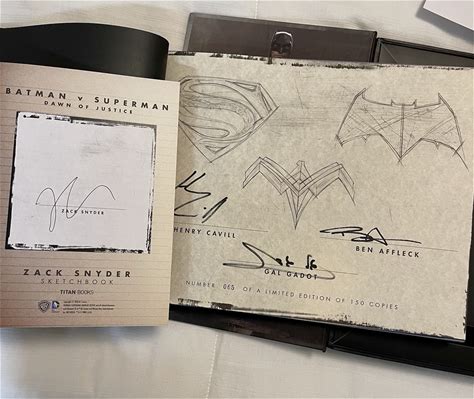 BATMAN v SUPERMAN
DAWN OF JUSTICE
ZACK SNYDER
ZACK SNYDER
SKETCHBOOK
TITAN BOOKS
HENRY CAVILL
BEN AFFLECK
GAL GADOT
NUMBER 065 OF A LIMITED EDITION OF 150 COPIES